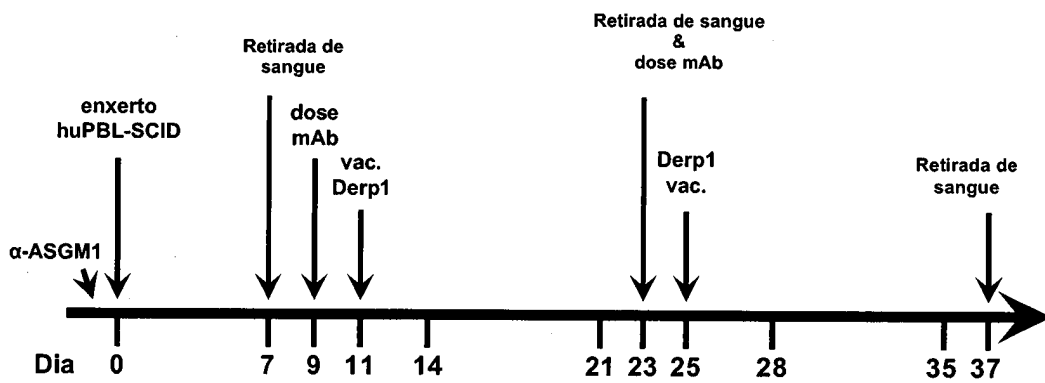 Retirada de sangue
&
dose mAb
Retirada de
sangue
enxerto
huPBL-SCID
dose
mAb
vac.
Derp1
Derp1
vac.
Retirada de
sangue
α-ASGM1
Dia 0 7 9 11 14 21 23 25 28 35 37